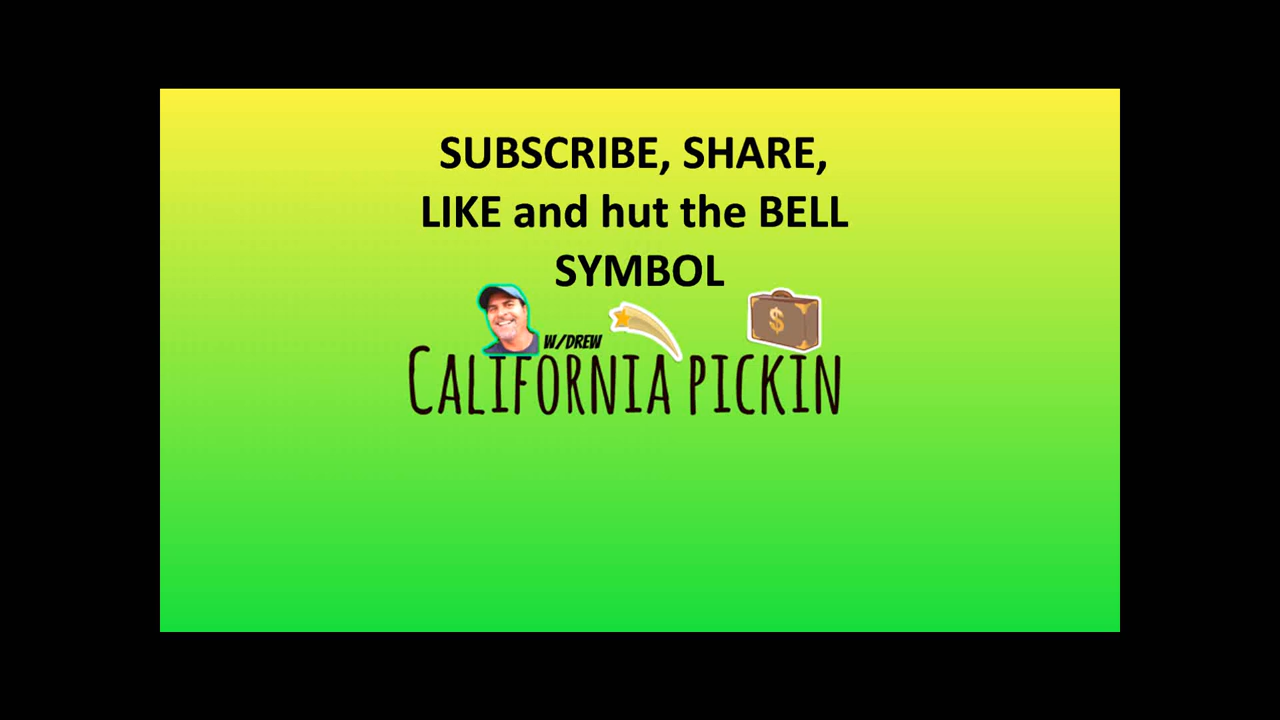 SUBSCRIBE, SHARE,
LIKE and hut the BELL
SYMBOL
$
W/DREW
CALIFORNIA PICKIN